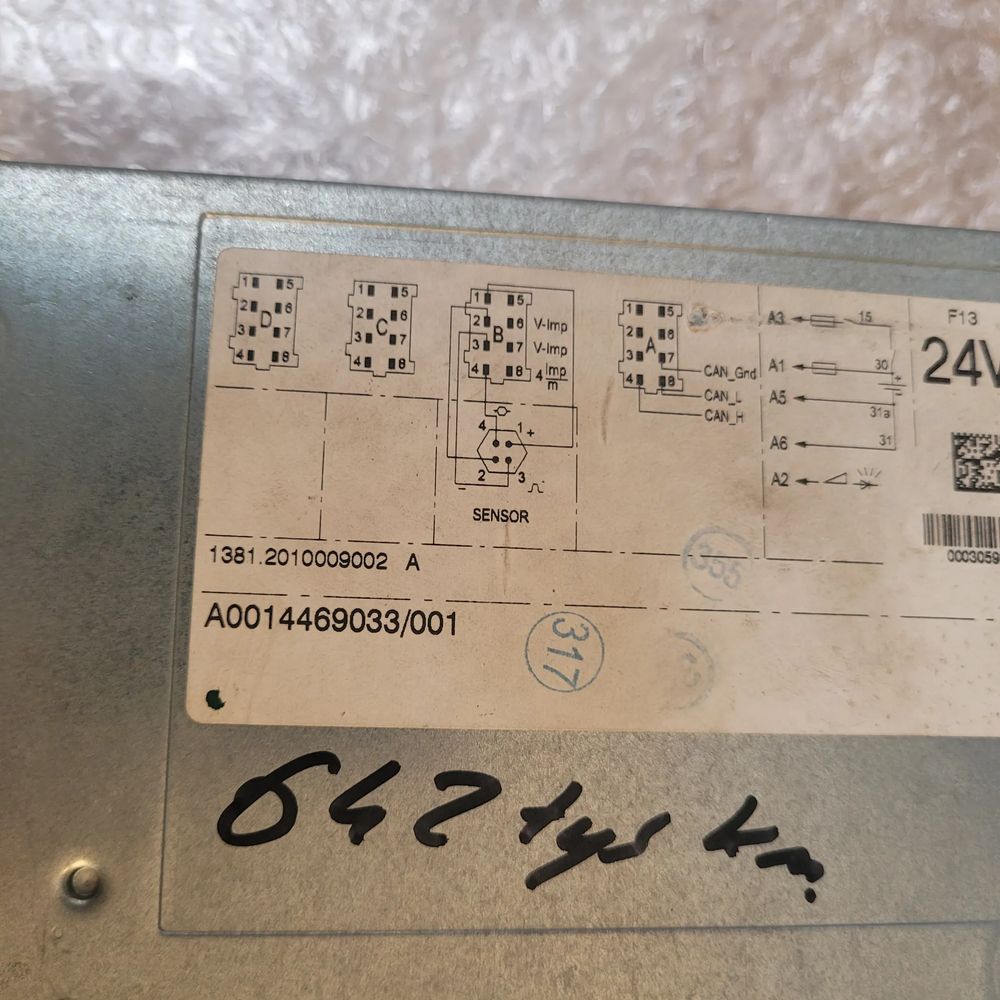 1 5 1 5 1 5 1 5 A3 15 F13
2 D 6 2 C 6 2 B 6 V-Imp 2 A 6
3 7 3 7 3 7 V-Imp 3 7 A1 30 24V
4 8 4 8 4 8 4 Imp/m 4 8 CAN_Gnd +
CAN_L A5 31a
CAN_H
4 1 + A6 31
2 3 A2
-
SENSOR
0003059
1381.2010009002 A
355
A0014469033/001
317
642 tys km.